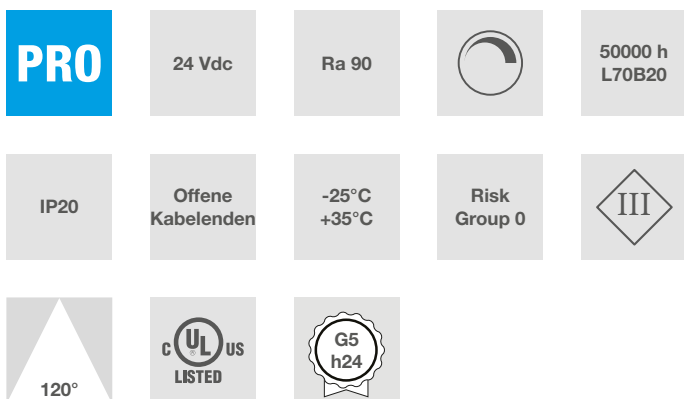 PRO
24 Vdc
Ra 90
50000 h
L70B20
IP20
Offene
Kabelenden
-25°C
+35°C
Risk
Group 0
III
120°
C UL US
LISTED
G5
h24